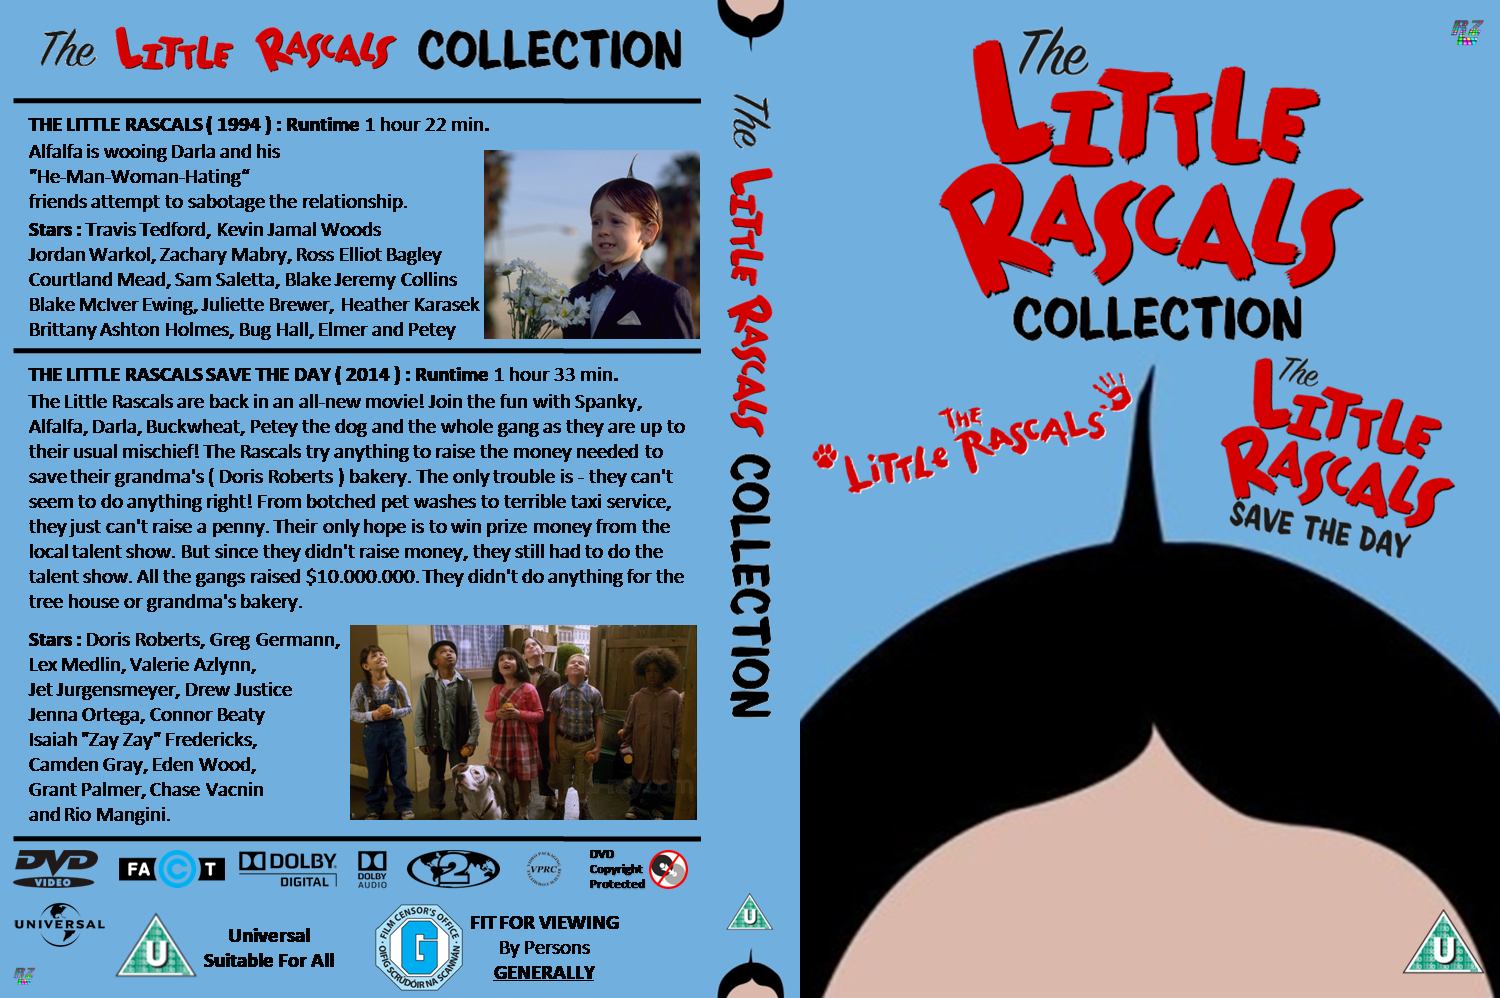 The LITTLE RASCALS COLLECTION
THE LITTLE RASCALS ( 1994 ) : Runtime 1 hour 22 min.
Alfalfa is wooing Darla and his
"He-Man-Woman-Hating“
friends attempt to sabotage the relationship.
Stars : Travis Tedford, Kevin Jamal Woods
Jordan Warkol, Zachary Mabry, Ross Elliot Bagley
Courtland Mead, Sam Saletta, Blake Jeremy Collins
Blake McIver Ewing, Juliette Brewer, Heather Karasek
Brittany Ashton Holmes, Bug Hall, Elmer and Petey
THE LITTLE RASCALS SAVE THE DAY ( 2014 ) : Runtime 1 hour 33 min.
The Little Rascals are back in an all-new movie! Join the fun with Spanky,
Alfalfa, Darla, Buckwheat, Petey the dog and the whole gang as they are up to
their usual mischief! The Rascals try anything to raise the money needed to
save their grandma's ( Doris Roberts ) bakery. The only trouble is - they can't
seem to do anything right! From botched pet washes to terrible taxi service,
they just can't raise a penny. Their only hope is to win prize money from the
local talent show. But since they didn't raise money, they still had to do the
talent show. All the gangs raised $10.000.000. They didn't do anything for the
tree house or grandma's bakery.
Stars : Doris Roberts, Greg Germann,
Lex Medlin, Valerie Azlynn,
Jet Jurgensmeyer, Drew Justice
Jenna Ortega, Connor Beaty
Isaiah "Zay Zay" Fredericks,
Camden Gray, Eden Wood,
Grant Palmer, Chase Vacnin
and Rio Mangini.
DVD
VIDEO
FACT
DOLBY
DIGITAL
DOLBY
AUDIO
2
VPRC
DVD
Copyright
Protected
UNIVERSAL
U
Universal
Suitable For All
FILM CENSOR'S OFFICE
G
OIFIG SCRÚDÓIR NA SCANNÁN
FIT FOR VIEWING
By Persons
GENERALLY
RZ
The LITTLE RASCALS COLLECTION
U
RZ
The
LITTLE
RASCALS
COLLECTION
THE
LITTLE RASCALS
The
LITTLE
RASCALS
SAVE THE DAY
U